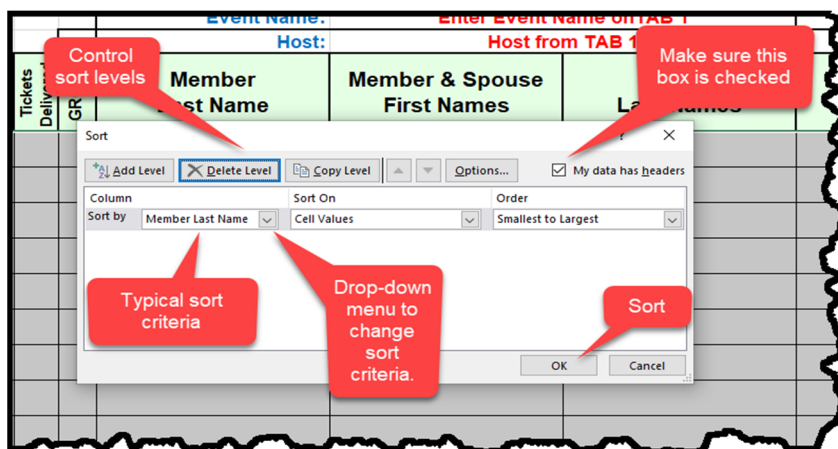 Event Name: Enter Event Name on TAB 1
Host: Host from TAB 1
Control
sort levels
Make sure this
box is checked
Tickets
Delivered
GR
Member
Last Name
Member & Spouse
First Names
Sort
? ×
Add Level Delete Level Copy Level Options... My data has headers
Column Sort On Order
Sort by Member Last Name Cell Values Smallest to Largest
Typical sort
criteria
Drop-down
menu to
change
sort
criteria.
Sort
OK Cancel